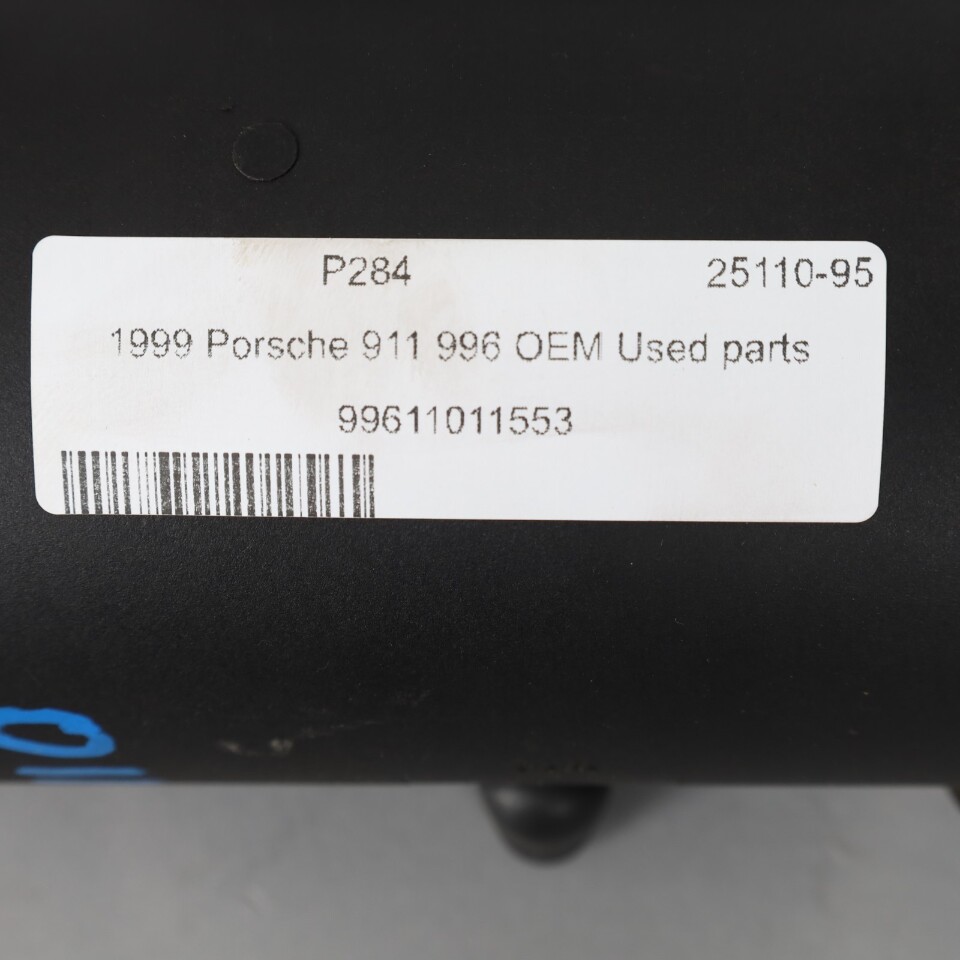 P284 25110-95
1999 Porsche 911 996 OEM Used parts
99611011553